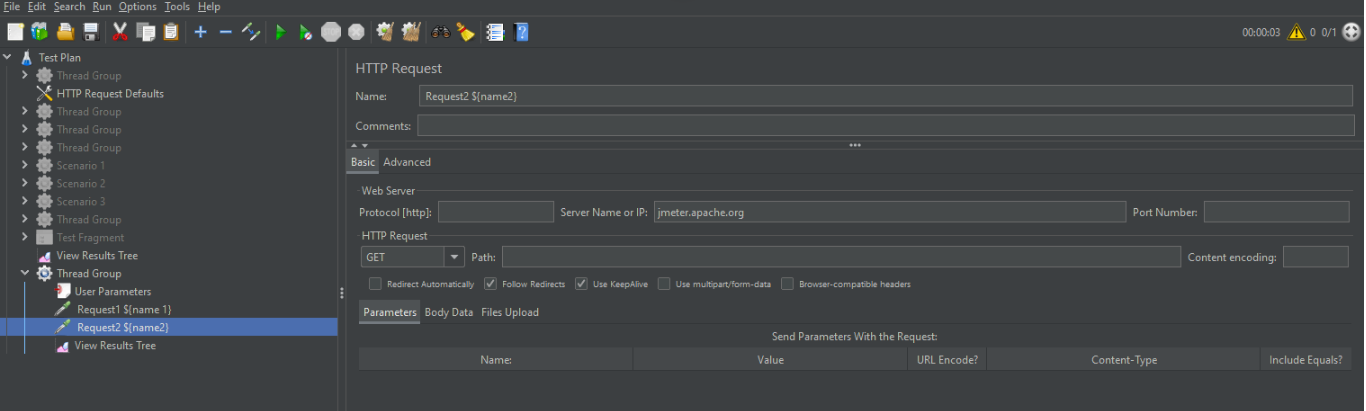 File Edit Search Run Options Tools Help
00:00:03 0 0/1
Test Plan
Thread Group
HTTP Request Defaults
Thread Group
Thread Group
Thread Group
Scenario 1
Scenario 2
Scenario 3
Thread Group
Test Fragment
View Results Tree
Thread Group
User Parameters
Request1 ${name 1}
Request2 ${name2}
View Results Tree
HTTP Request
Name: Request2 ${name2}
Comments:
Basic Advanced
Web Server
Protocol [http]: Server Name or IP: jmeter.apache.org Port Number:
HTTP Request
GET Path: Content encoding:
Redirect Automatically Follow Redirects Use KeepAlive Use multipart/form-data Browser-compatible headers
Parameters Body Data Files Upload
Send Parameters With the Request:
Name: Value URL Encode? Content-Type Include Equals?